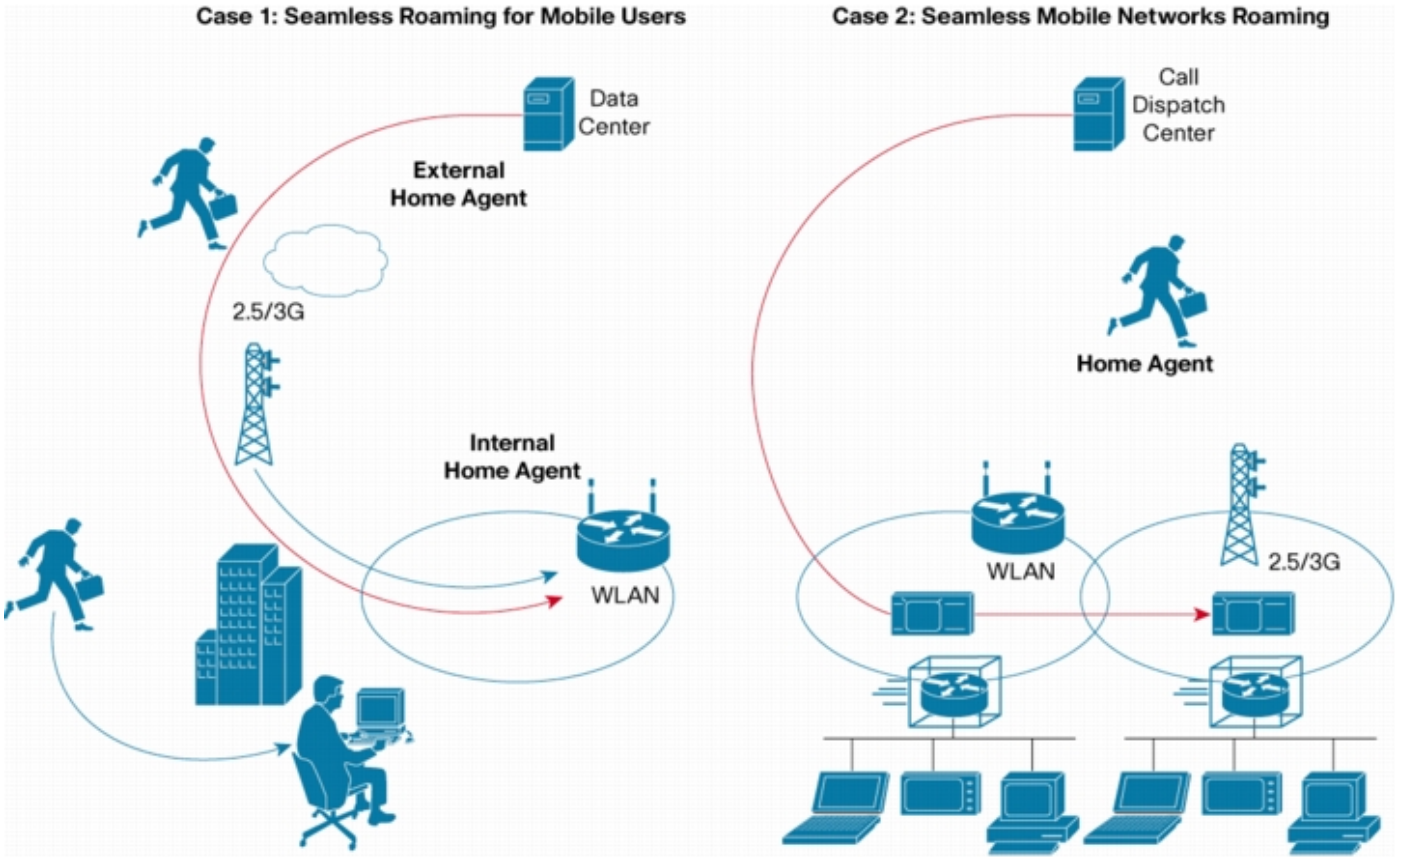 Case 1: Seamless Roaming for Mobile Users
Data
Center
External
Home Agent
2.5/3G
Internal
Home Agent
WLAN
Case 2: Seamless Mobile Networks Roaming
Call
Dispatch
Center
Home Agent
WLAN
2.5/3G